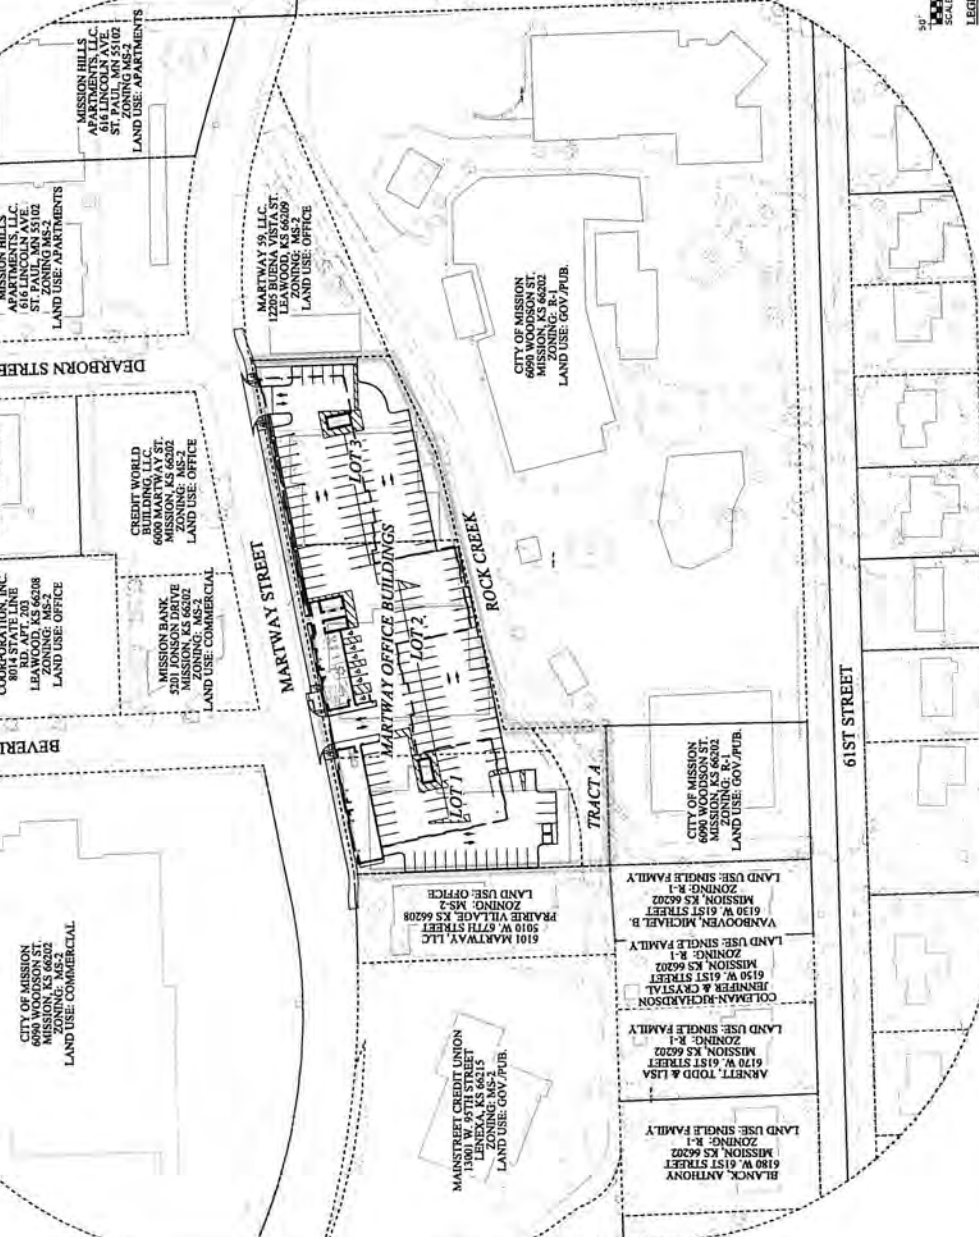 50'
SCALE
MISSION HILLS
APARTMENTS, LLC.
616 LINCOLN AVE.
ST. PAUL, MN 55102
ZONING MS-2
LAND USE: APARTMENTS
MISSION HILLS
APARTMENTS, LLC.
616 LINCOLN AVE.
ST. PAUL, MN 55102
ZONING MS-2
LAND USE: APARTMENTS
MARTWAY 59, LLC.
12205 BUENA VISTA ST.
LEAWOOD, KS 66209
ZONING: MS-2
LAND USE: OFFICE
CITY OF MISSION
6090 WOODSON ST.
MISSION, KS 66202
ZONING: R-1
LAND USE: GOV./PUB.
DEARBORN
CREDIT WORLD
BUILDING, LLC.
6000 MARTWAY ST.
MISSION, KS 66202
ZONING: MS-2
LAND USE: OFFICE
CORPORATION, INC.
8014 STATE LINE
RD. APT. 203
LEAWOOD, KS 66208
ZONING: MS-2
LAND USE: OFFICE
MISSION BANK
5201 JONSON DRIVE
MISSION, KS 66202
ZONING: MS-2
LAND USE: COMMERCIAL
MARTWAY STREET
LOT 3
MARTWAY OFFICE BUILDINGS
LOT 2
LOT 1
ROCK CREEK
TRACT A
61ST STREET
CITY OF MISSION
6090 WOODSON ST.
MISSION, KS 66202
ZONING: R-1
LAND USE: GOV./PUB.
CITY OF MISSION
6090 WOODSON ST.
MISSION, KS 66202
ZONING: MS-2
LAND USE: COMMERCIAL
6101 MARTWAY, LLC
5010 W. 67TH STREET
PRAIRIE VILLAGE, KS 66208
ZONING: MS-2
LAND USE: OFFICE
VANBOOVEN, MICHAEL B.
6130 W. 61ST STREET
MISSION, KS 66202
ZONING: R-1
LAND USE: SINGLE FAMILY
COLEMAN-RICHARDSON
JENNIFER & CRYSTAL
6150 W. 61ST STREET
MISSION, KS 66202
ZONING: R-1
LAND USE: SINGLE FAMILY
ARNETT, TODD & LISA
6170 W. 61ST STREET
MISSION, KS 66202
ZONING: R-1
LAND USE: SINGLE FAMILY
BLANCK, ANTHONY
6180 W. 61ST STREET
MISSION, KS 66202
ZONING: R-1
LAND USE: SINGLE FAMILY
MAINSTREET CREDIT UNION
13001 W. 95TH STREET
LENEXA, KS 66215
ZONING: MS-2
LAND USE: GOV./PUB.